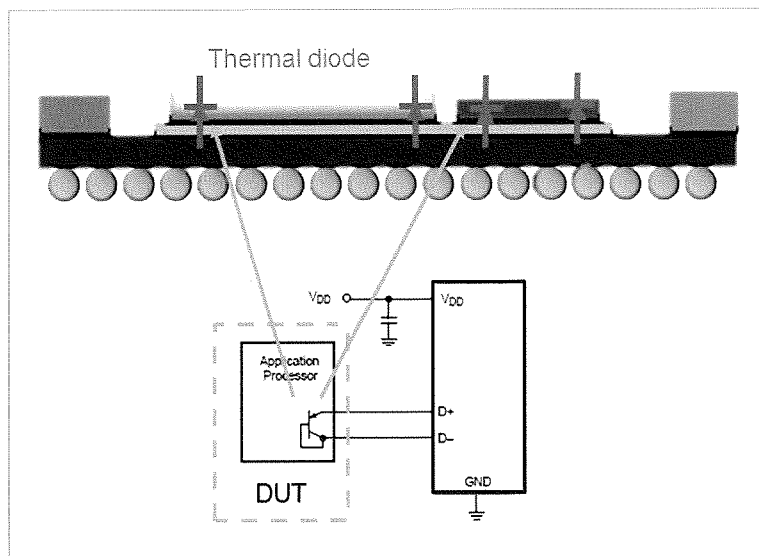 Thermal diode
VDD
VDD
Application
Processor
D+
D–
GND
DUT